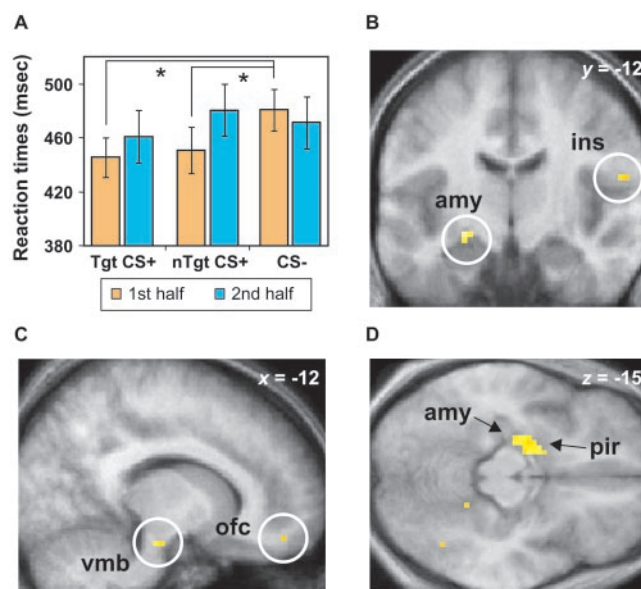 A
Reaction times (msec)
500
460
420
380
*
*
Tgt CS+
nTgt CS+
CS-
1st half
2nd half
B
y = -12
ins
amy
C
x = -12
ofc
vmb
D
z = -15
amy
pir